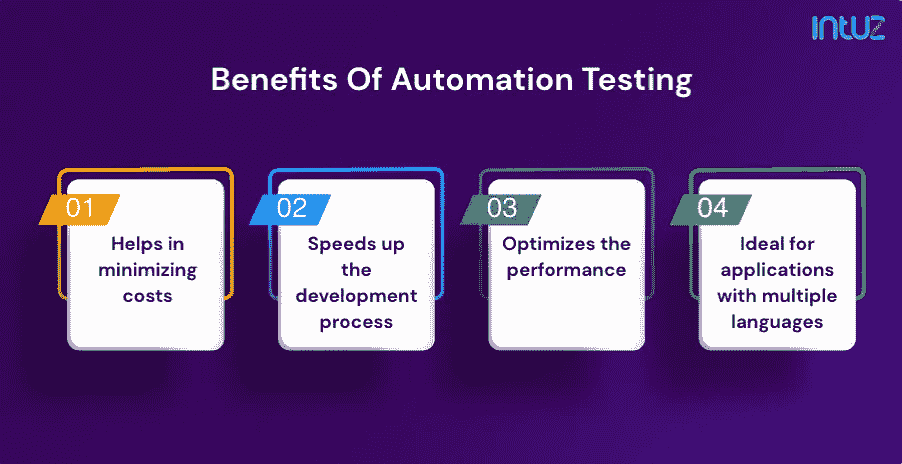 INTUZ
Benefits Of Automation Testing
01
Helps in
minimizing
costs
02
Speeds up
the
development
process
03
Optimizes the
performance
04
Ideal for
applications
with multiple
languages